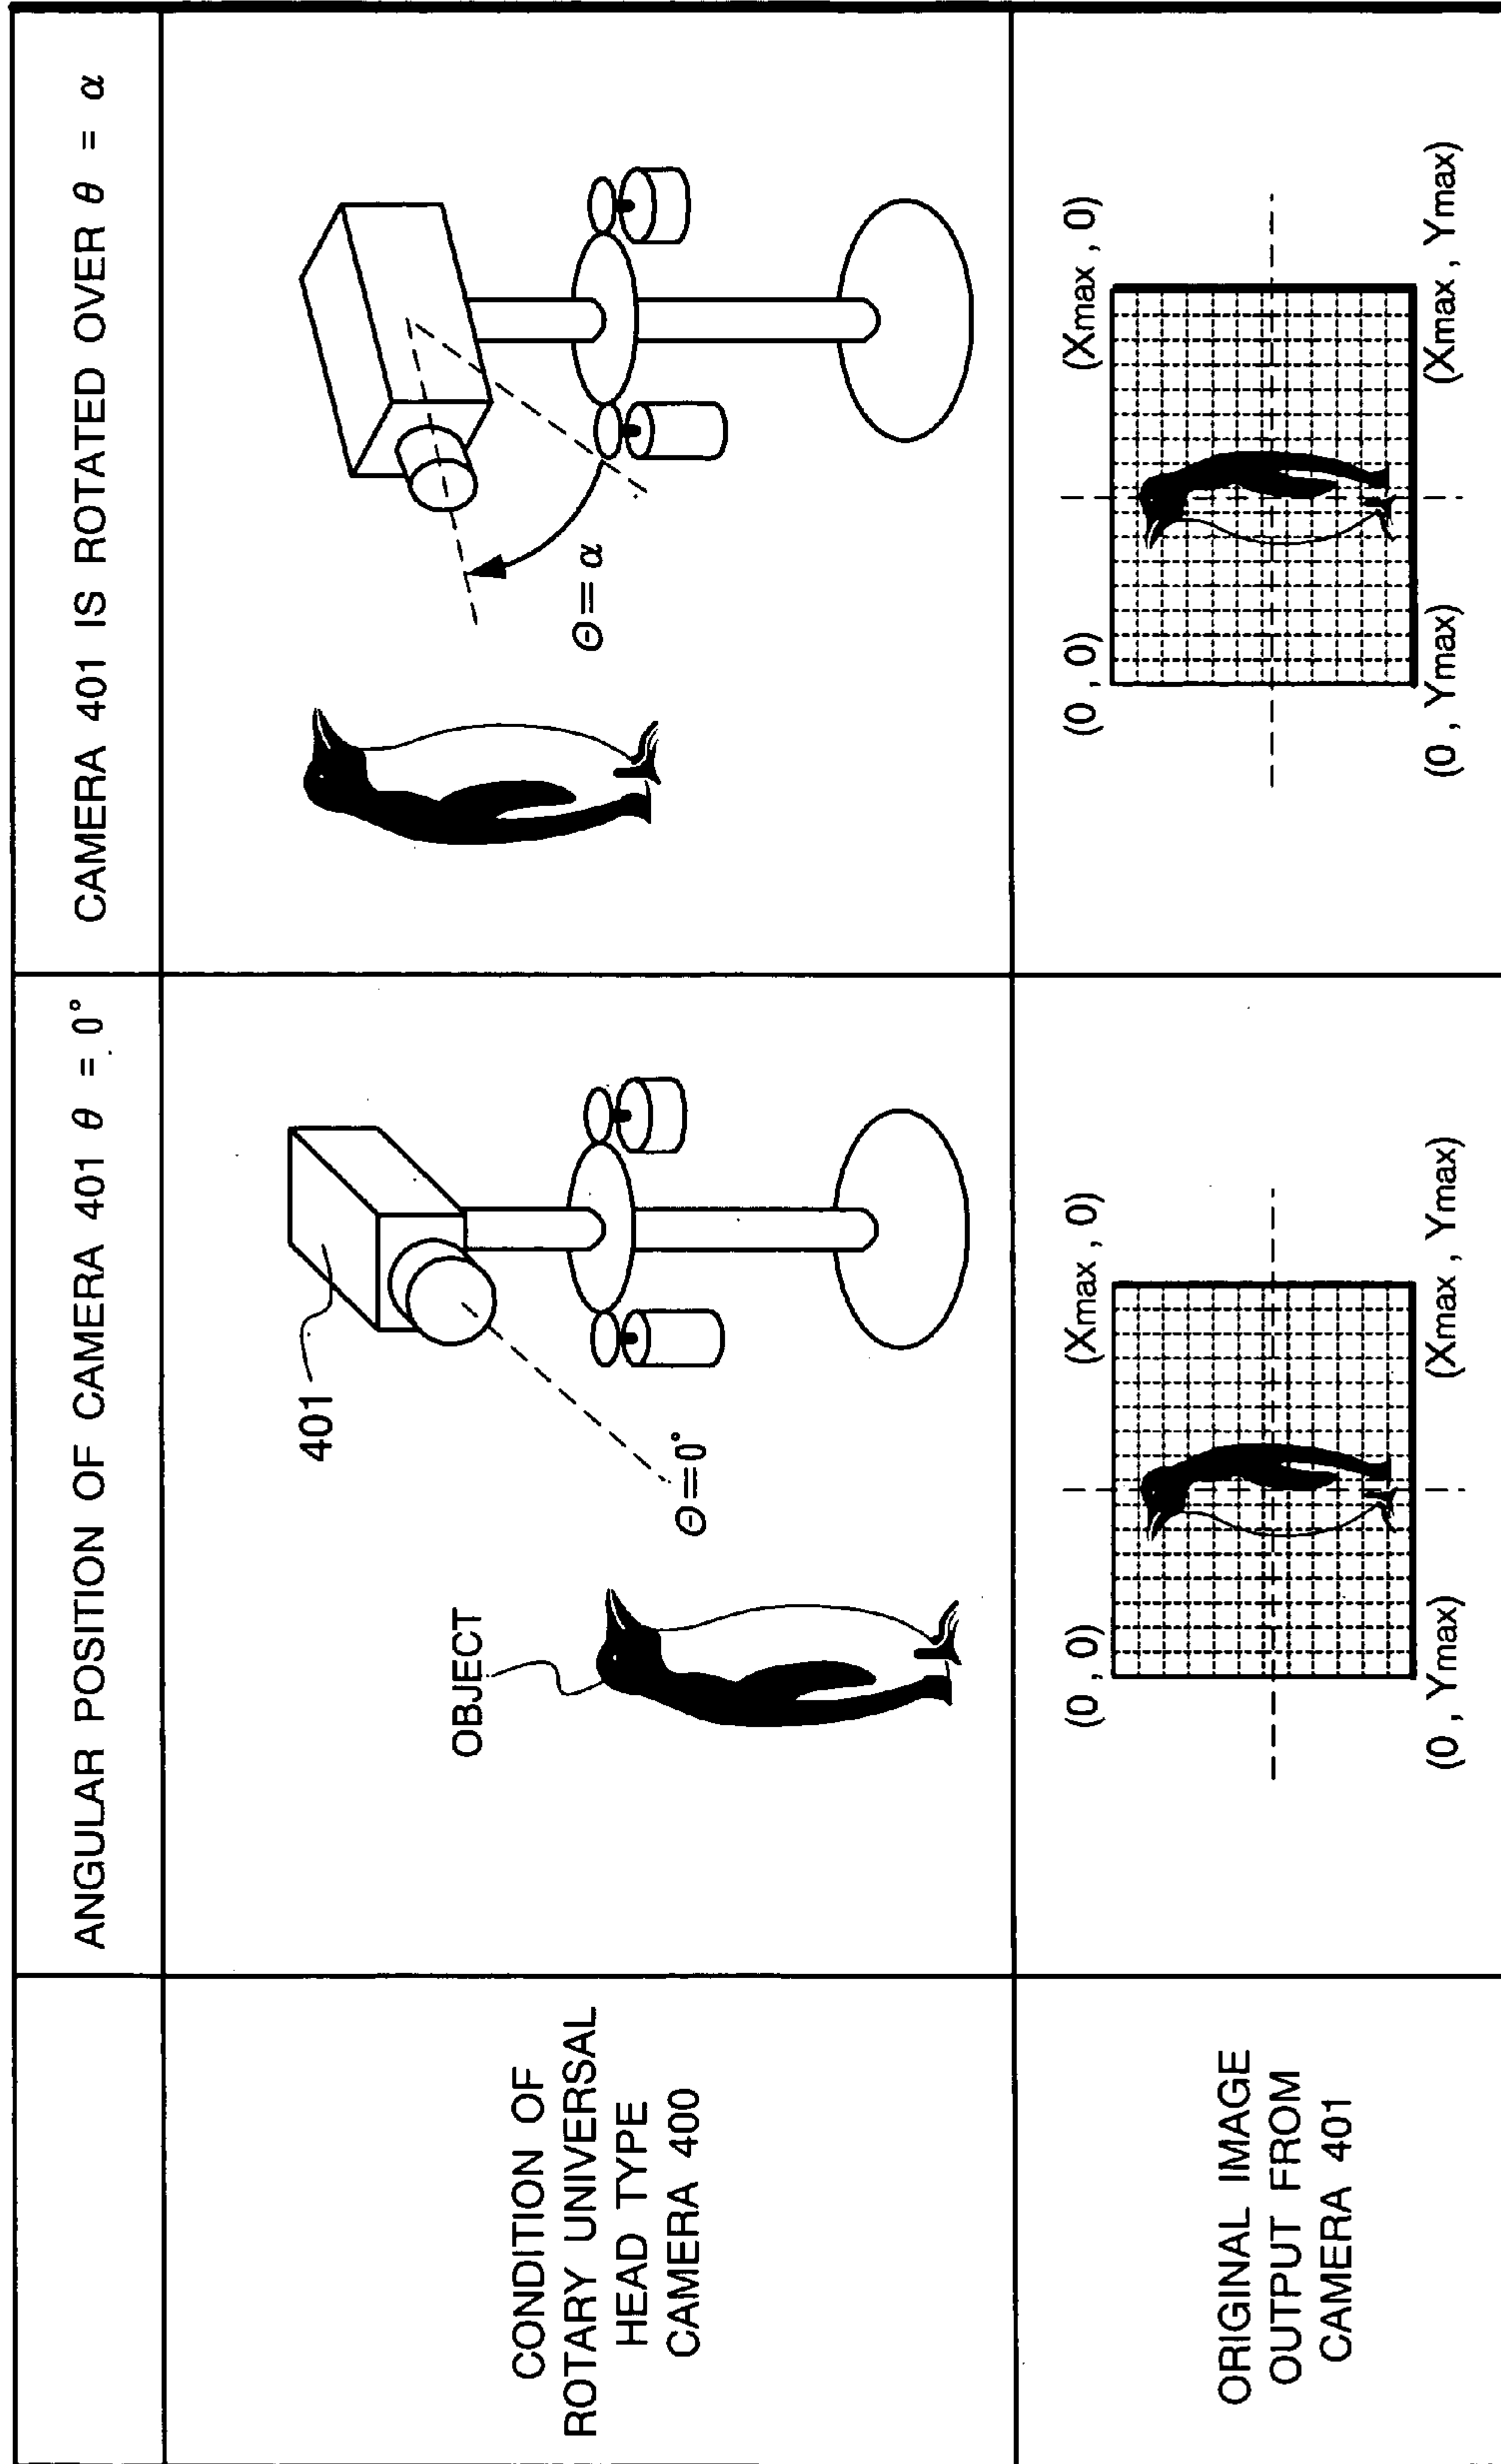 ANGULAR POSITION OF CAMERA 401 θ = 0°
CAMERA 401 IS ROTATED OVER θ = α
CONDITION OF
ROTARY UNIVERSAL
HEAD TYPE
CAMERA 400
401
OBJECT
Θ=0°
Θ=α
ORIGINAL IMAGE
OUTPUT FROM
CAMERA 401
(0 , 0)
(Xmax , 0)
(0 , Ymax)
(Xmax , Ymax)
(0 , 0)
(Xmax , 0)
(0 , Ymax)
(Xmax , Ymax)